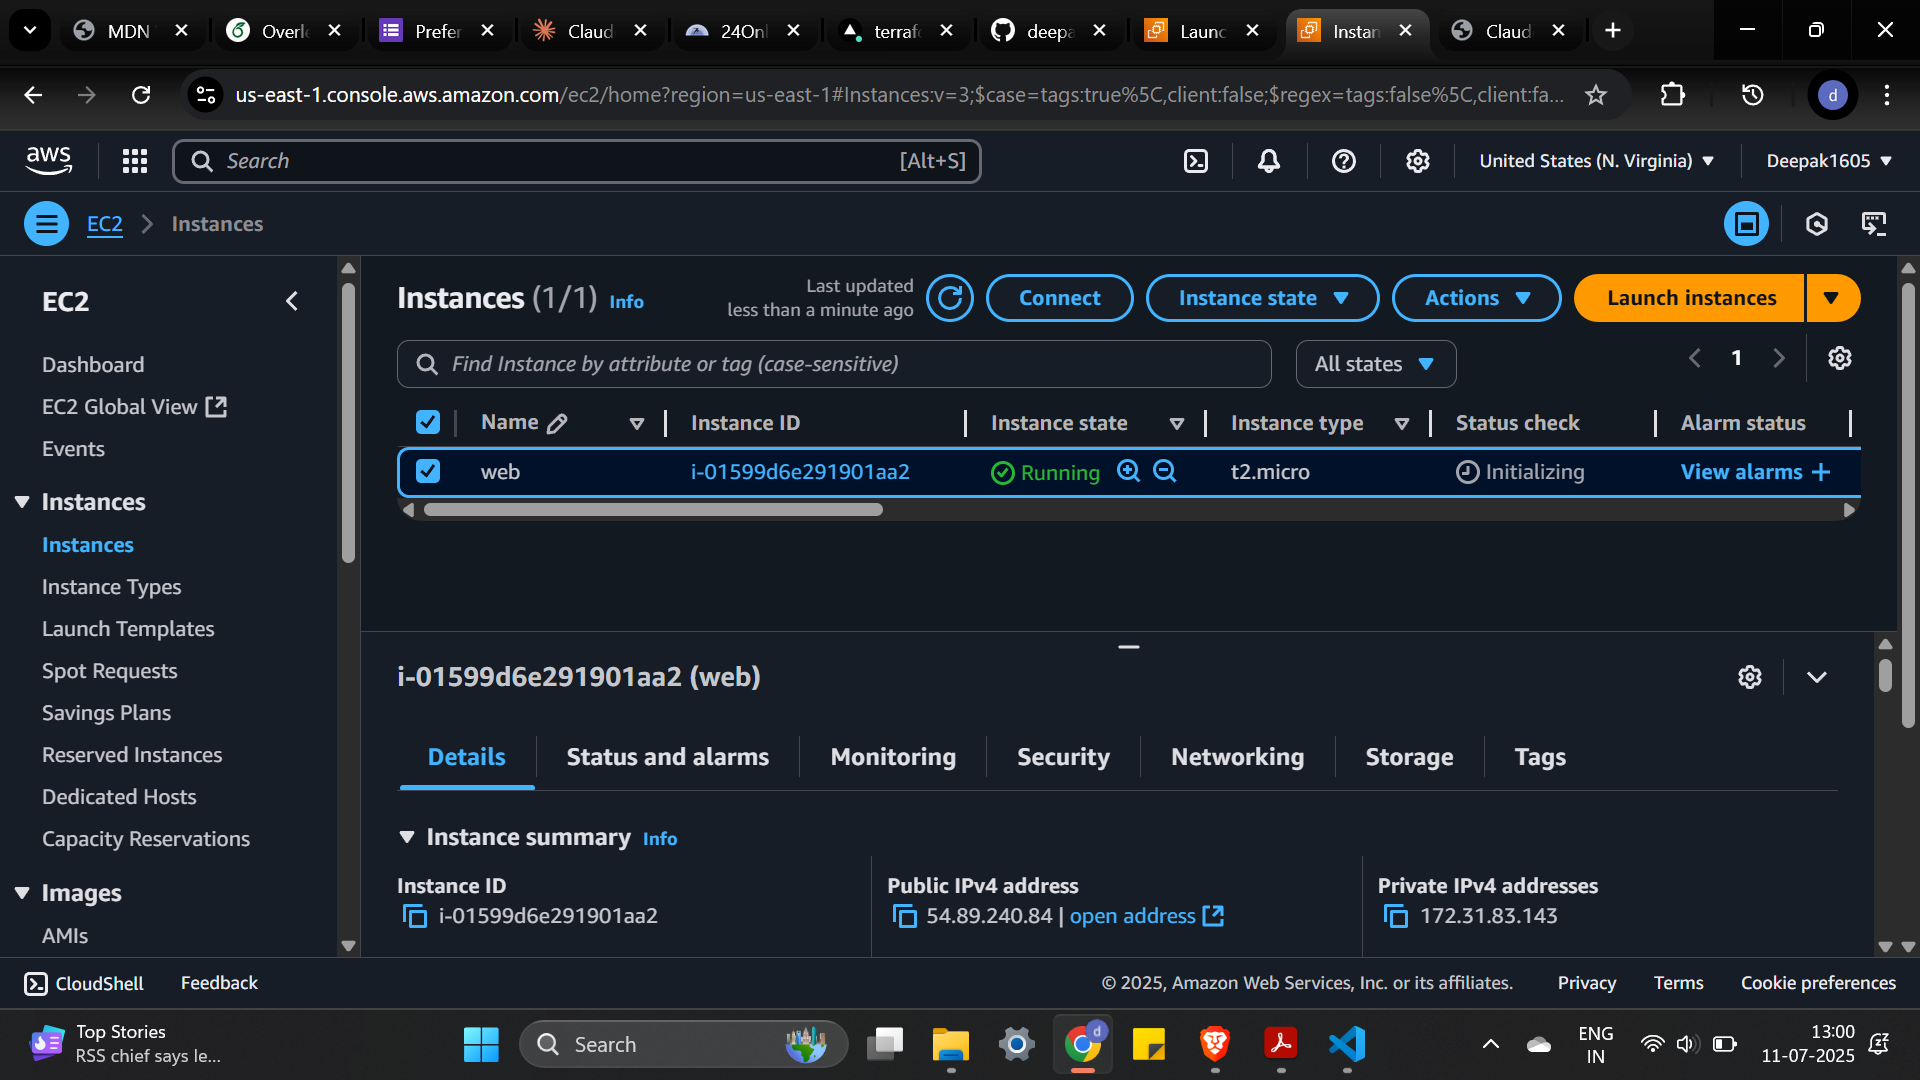 MDN
Overl
Prefer
Claud
24Onl
terrafo
deepa
Launc
Instan
Claud
us-east-1.console.aws.amazon.com/ec2/home?region=us-east-1#Instances:v=3;$case=tags:true%5C,client:false;$regex=tags:false%5C,client:fa...
d
aws
Search
[Alt+S]
United States (N. Virginia)
Deepak1605
EC2
Instances
EC2
Dashboard
EC2 Global View
Events
Instances
Instances
Instance Types
Launch Templates
Spot Requests
Savings Plans
Reserved Instances
Dedicated Hosts
Capacity Reservations
Images
AMIs
Instances (1/1) Info
Last updated
less than a minute ago
Connect
Instance state
Actions
Launch instances
Find Instance by attribute or tag (case-sensitive)
All states
1
Name
Instance ID
Instance state
Instance type
Status check
Alarm status
web
i-01599d6e291901aa2
Running
t2.micro
Initializing
View alarms +
i-01599d6e291901aa2 (web)
Details
Status and alarms
Monitoring
Security
Networking
Storage
Tags
Instance summary Info
Instance ID
i-01599d6e291901aa2
Public IPv4 address
54.89.240.84 | open address
Private IPv4 addresses
172.31.83.143
CloudShell
Feedback
© 2025, Amazon Web Services, Inc. or its affiliates.
Privacy
Terms
Cookie preferences
Top Stories
RSS chief says le...
Search
d
ENG
IN
13:00
11-07-2025